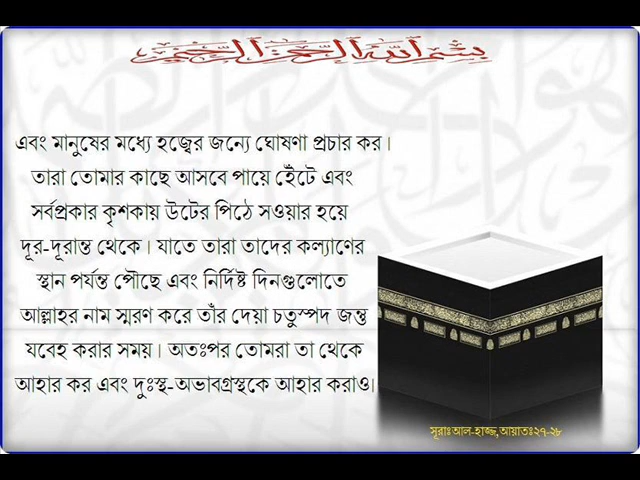 بسم الله الرحمن الرحيم
এবং মানুষের মধ্যে হজ্বের জন্যে ঘোষণা প্রচার কর।
তারা তোমার কাছে আসবে পায়ে হেঁটে এবং
সর্বপ্রকার কৃশকায় উটের পিঠে সওয়ার হয়ে
দূর-দূরান্ত থেকে। যাতে তারা তাদের কল্যাণের
স্থান পর্যন্ত পৌছে এবং নির্দিষ্ট দিনগুলোতে
আল্লাহর নাম স্মরণ করে তাঁর দেয়া চতুস্পদ জন্তু
যবেহ করার সময়। অতঃপর তোমরা তা থেকে
আহার কর এবং দুঃস্থ-অভাবগ্রস্থকে আহার করাও।
সূরাঃআল-হাজ্জ,আয়াতঃ২৭-২৮